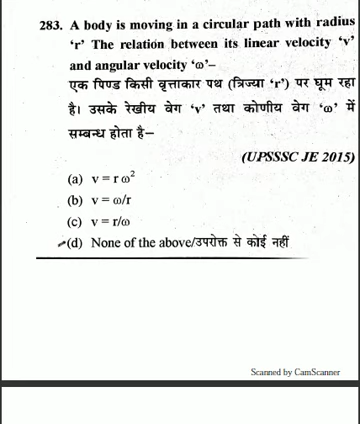 283. A body is moving in a circular path with radius
'r' The relation between its linear velocity 'v'
and angular velocity 'ω'–
एक पिण्ड किसी वृत्ताकार पथ (त्रिज्या 'r') पर घूम रहा
है। उसके रेखीय वेग 'v' तथा कोणीय वेग 'ω' में
सम्बन्ध होता है–
(UPSSSC JE 2015)
(a) v = r ω²
(b) v = ω/r
(c) v = r/ω
(d) None of the above/उपरोक्त से कोई नहीं
Scanned by CamScanner